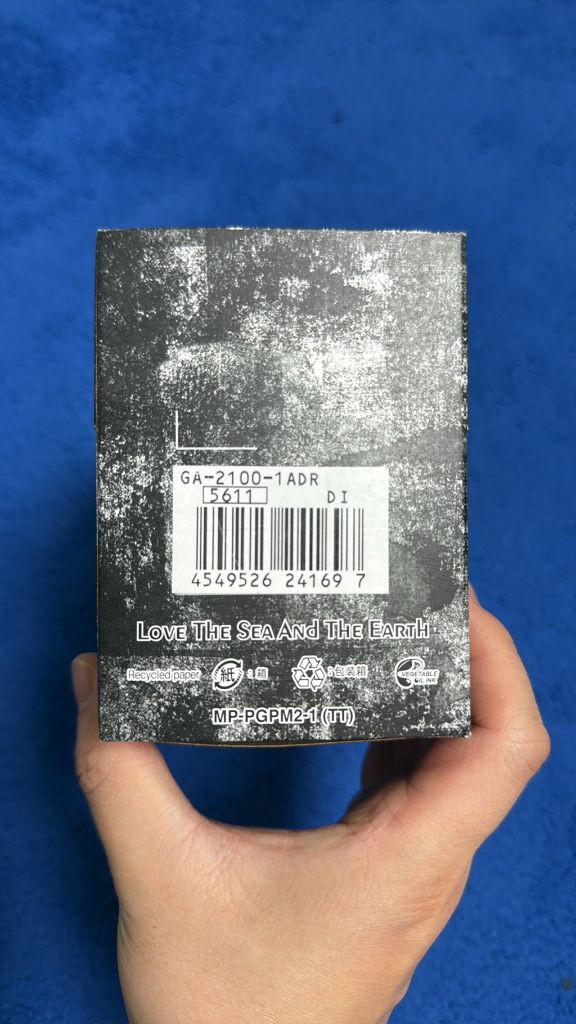 GA-2100-1ADR
5611 DI
4549526 24169 7
LOVE THE SEA ANd THE EARTH
Recycled paper 紙 :箱 :包装箱 VEGETABLE OIL INK
MP-PGPM2-1 (TT)